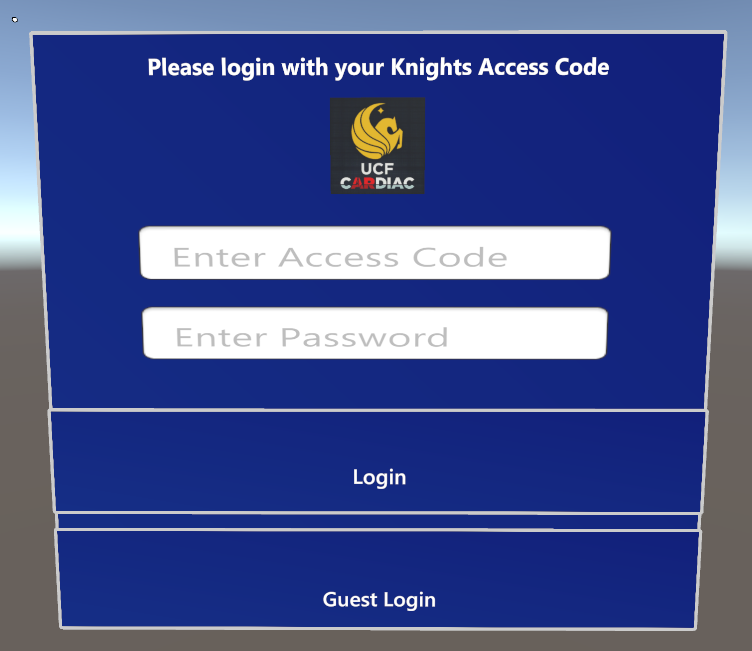 Please login with your Knights Access Code
UCF
CARDIAC
Enter Access Code
Enter Password
Login
Guest Login